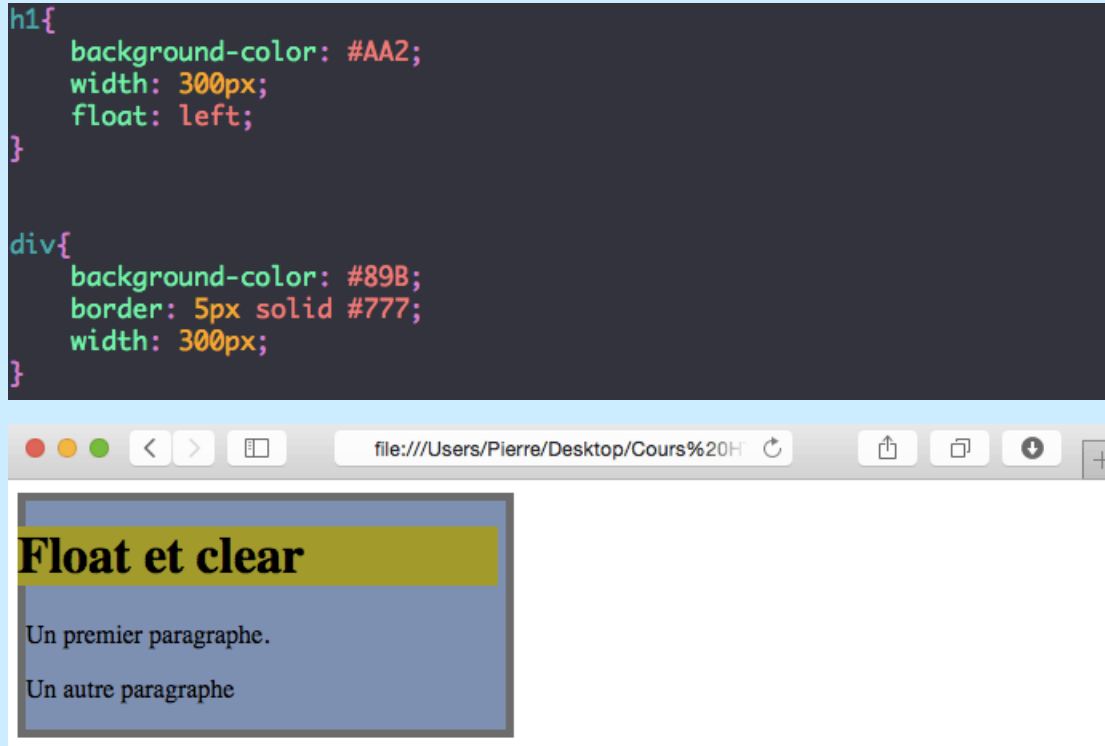 h1{
background-color: #AA2;
width: 300px;
float: left;
}
div{
background-color: #89B;
border: 5px solid #777;
width: 300px;
}
file:///Users/Pierre/Desktop/Cours%20H
Float et clear
Un premier paragraphe.
Un autre paragraphe